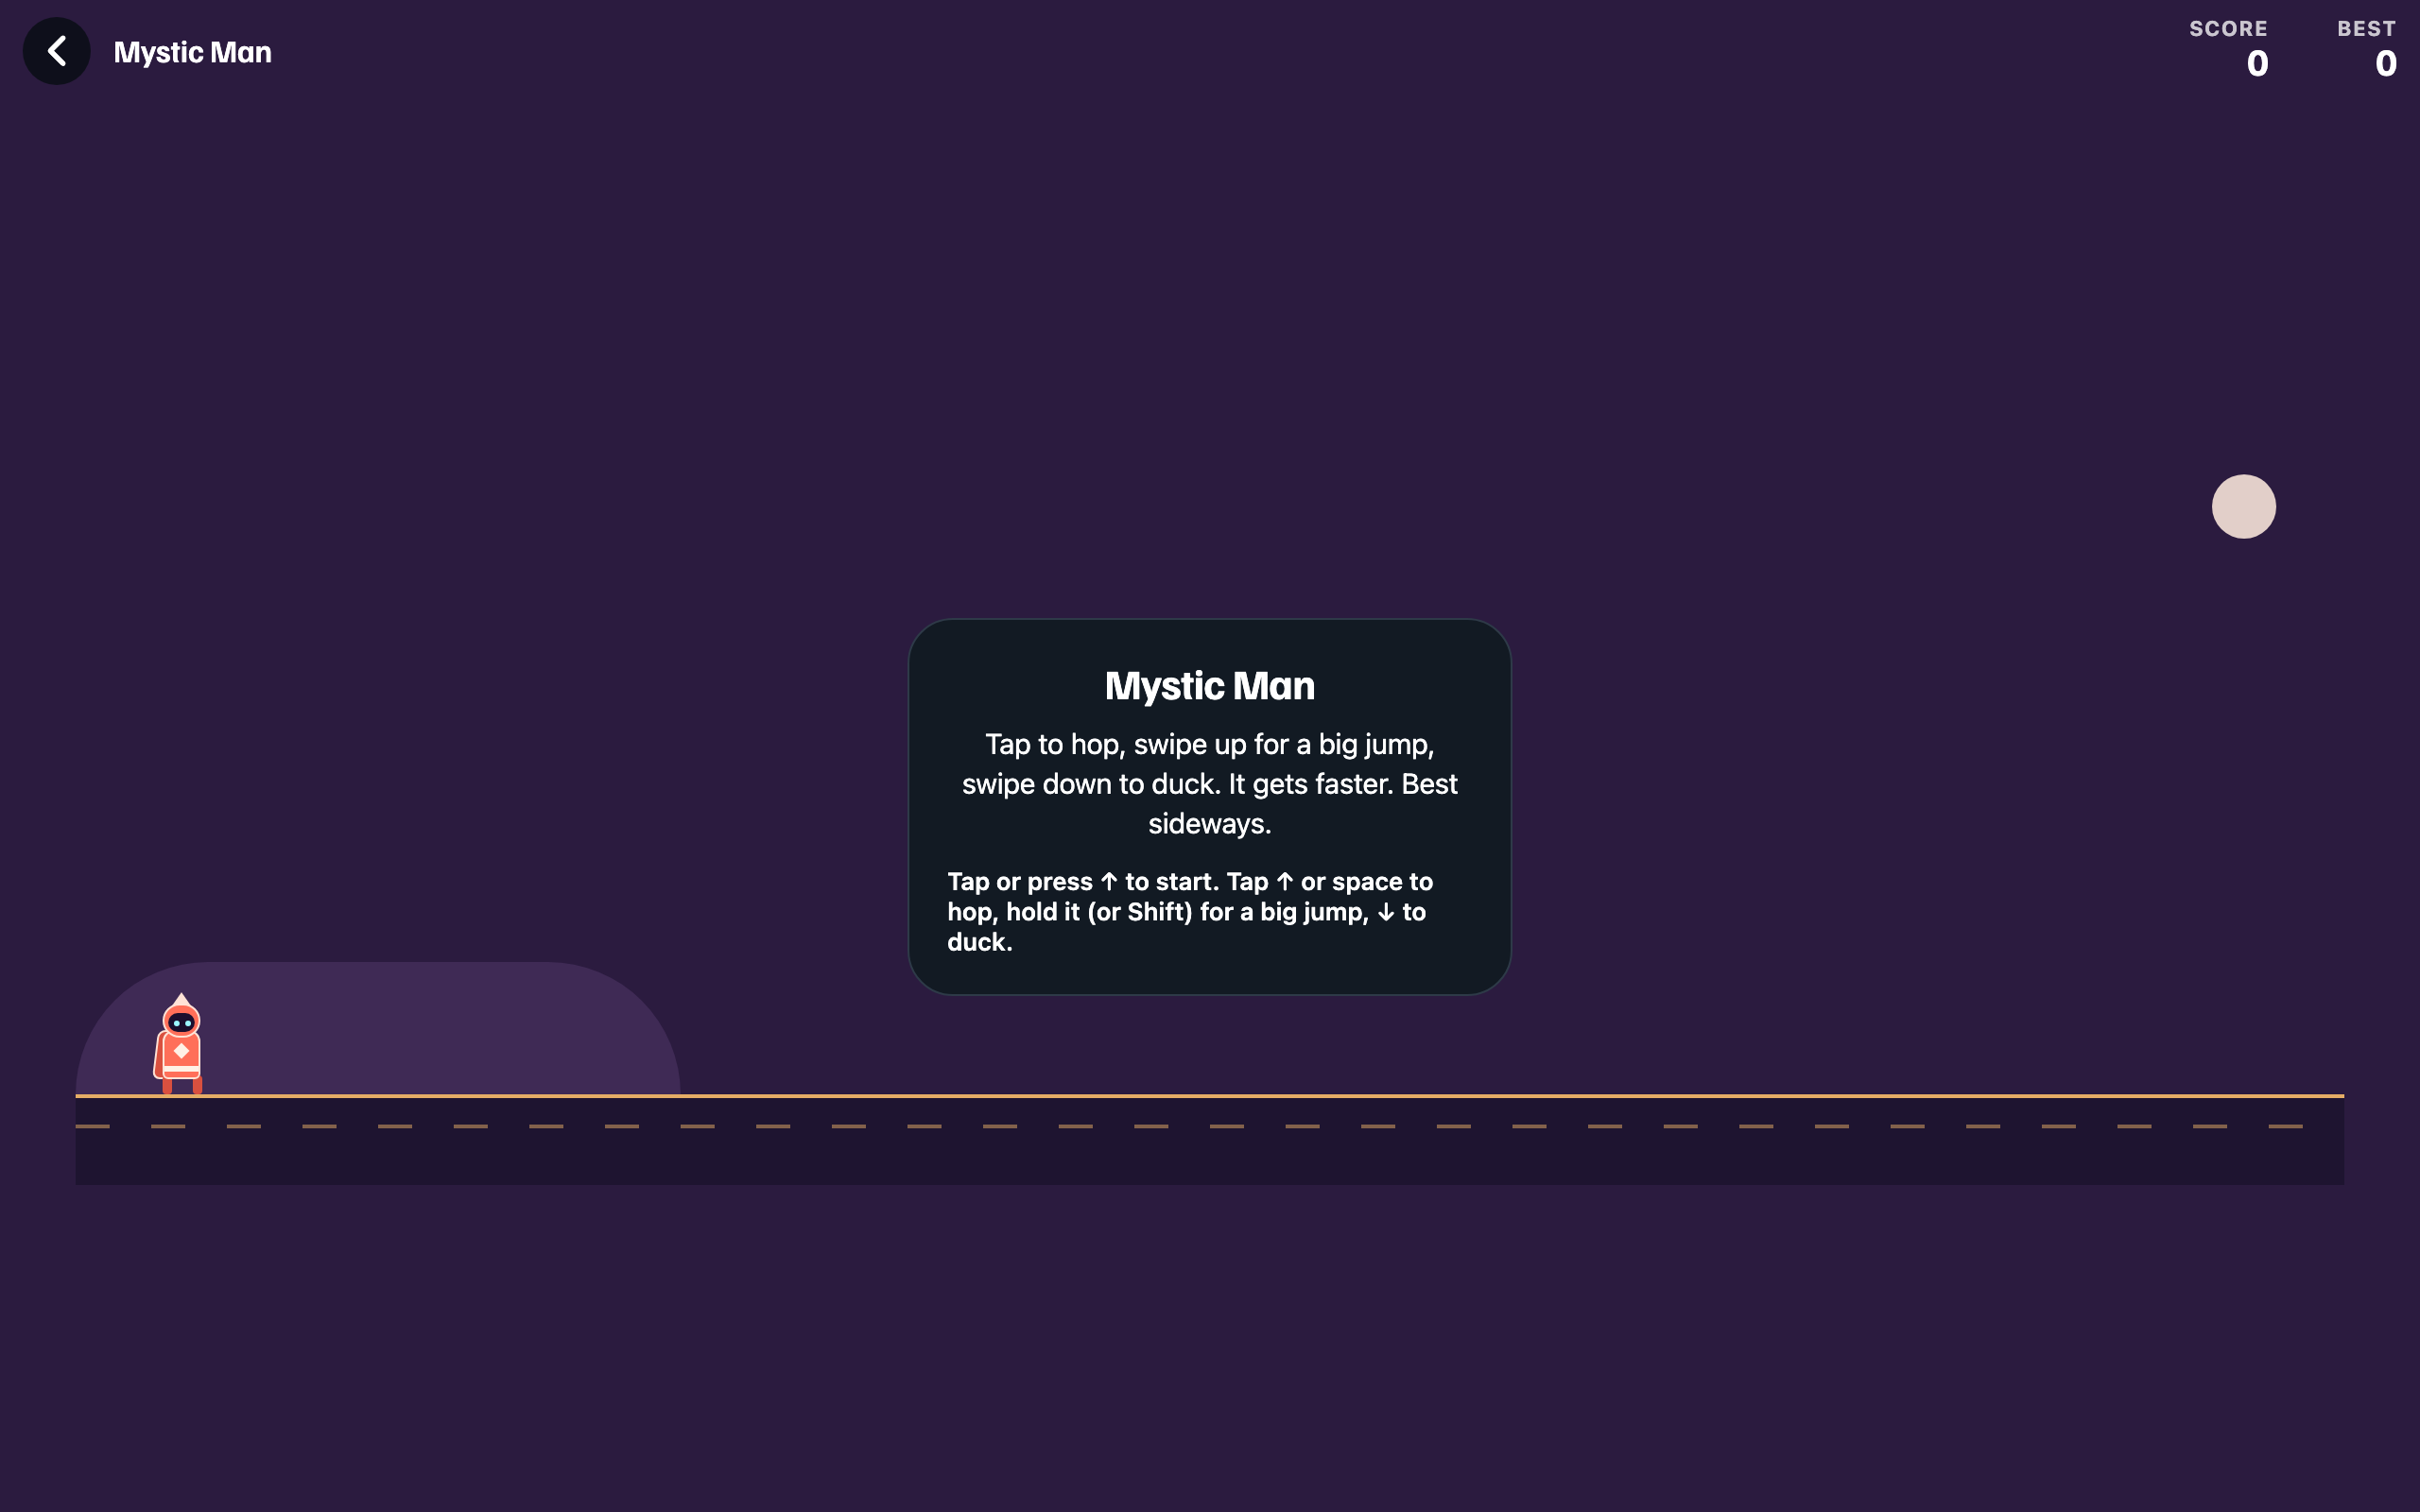 Mystic Man
SCORE
0
BEST
0
Mystic Man
Tap to hop, swipe up for a big jump,
swipe down to duck. It gets faster. Best
sideways.
Tap or press ↑ to start. Tap ↑ or space to
hop, hold it (or Shift) for a big jump, ↓ to
duck.